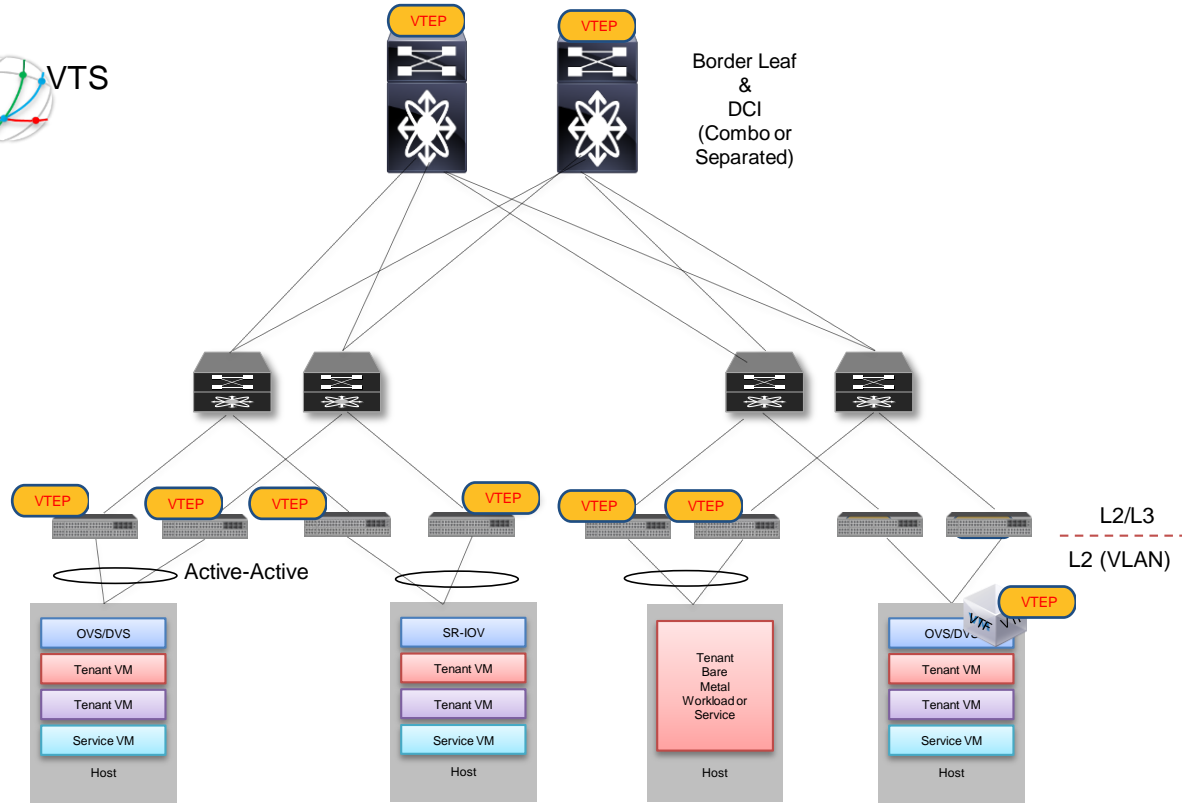 VTEP
VTEP
VTS
Border Leaf
&
DCI
(Combo or
Separated)
VTEP
VTEP
VTEP
VTEP
VTEP
VTEP
L2/L3
L2 (VLAN)
Active-Active
OVS/DVS
Tenant VM
Tenant VM
Service VM
Host
SR-IOV
Tenant VM
Tenant VM
Service VM
Host
Tenant
Bare
Metal
Workload or
Service
Host
VTEP
VTF
OVS/DVS
Tenant VM
Tenant VM
Service VM
Host